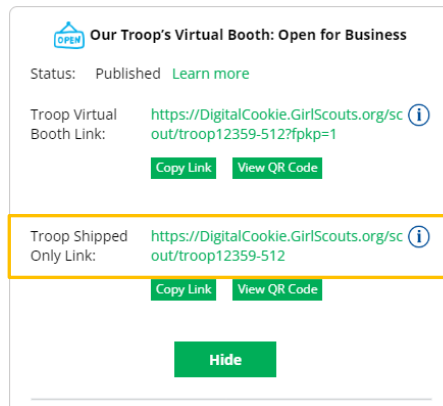 OPEN Our Troop's Virtual Booth: Open for Business
Status: Published Learn more
Troop Virtual https://DigitalCookie.GirlScouts.org/sc i
Booth Link: out/troop12359-512?fpkp=1
Copy Link View QR Code
Troop Shipped https://DigitalCookie.GirlScouts.org/sc i
Only Link: out/troop12359-512
Copy Link View QR Code
Hide